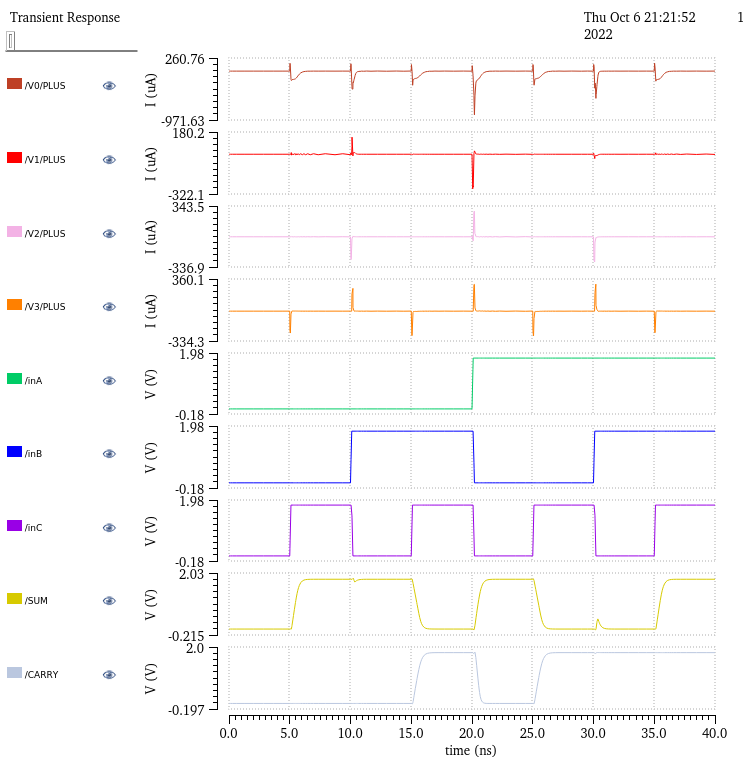 Transient Response
Thu Oct 6 21:21:52 2022
1
/V0/PLUS
260.76
I (uA)
-971.63
/V1/PLUS
180.2
I (uA)
-322.1
/V2/PLUS
343.5
I (uA)
-336.9
/V3/PLUS
360.1
I (uA)
-334.3
/inA
1.98
V (V)
-0.18
/inB
1.98
V (V)
-0.18
/inC
1.98
V (V)
-0.18
/SUM
2.03
V (V)
-0.215
/CARRY
2.0
V (V)
-0.197
0.0 5.0 10.0 15.0 20.0 25.0 30.0 35.0 40.0
time (ns)